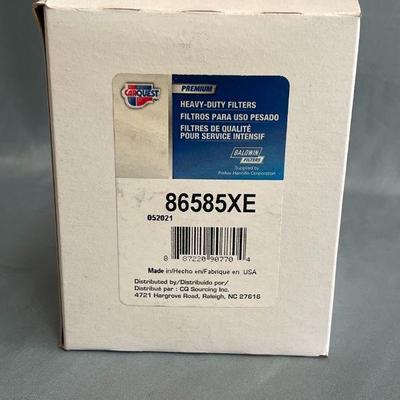 CARQUEST
PREMIUM
HEAVY-DUTY FILTERS
FILTROS PARA USO PESADO
FILTRES DE QUALITÉ
POUR SERVICE INTENSIF
BALDWIN
FILTERS
Supplied by
Parker Hannifin Corporation
86585XE
052021
8 87220 90770 4
Made in/Hecho en/Fabriqué en USA
Distributed by/Distribuido por/
Distribué par : CQ Sourcing Inc.
4721 Hargrove Road, Raleigh, NC 27616